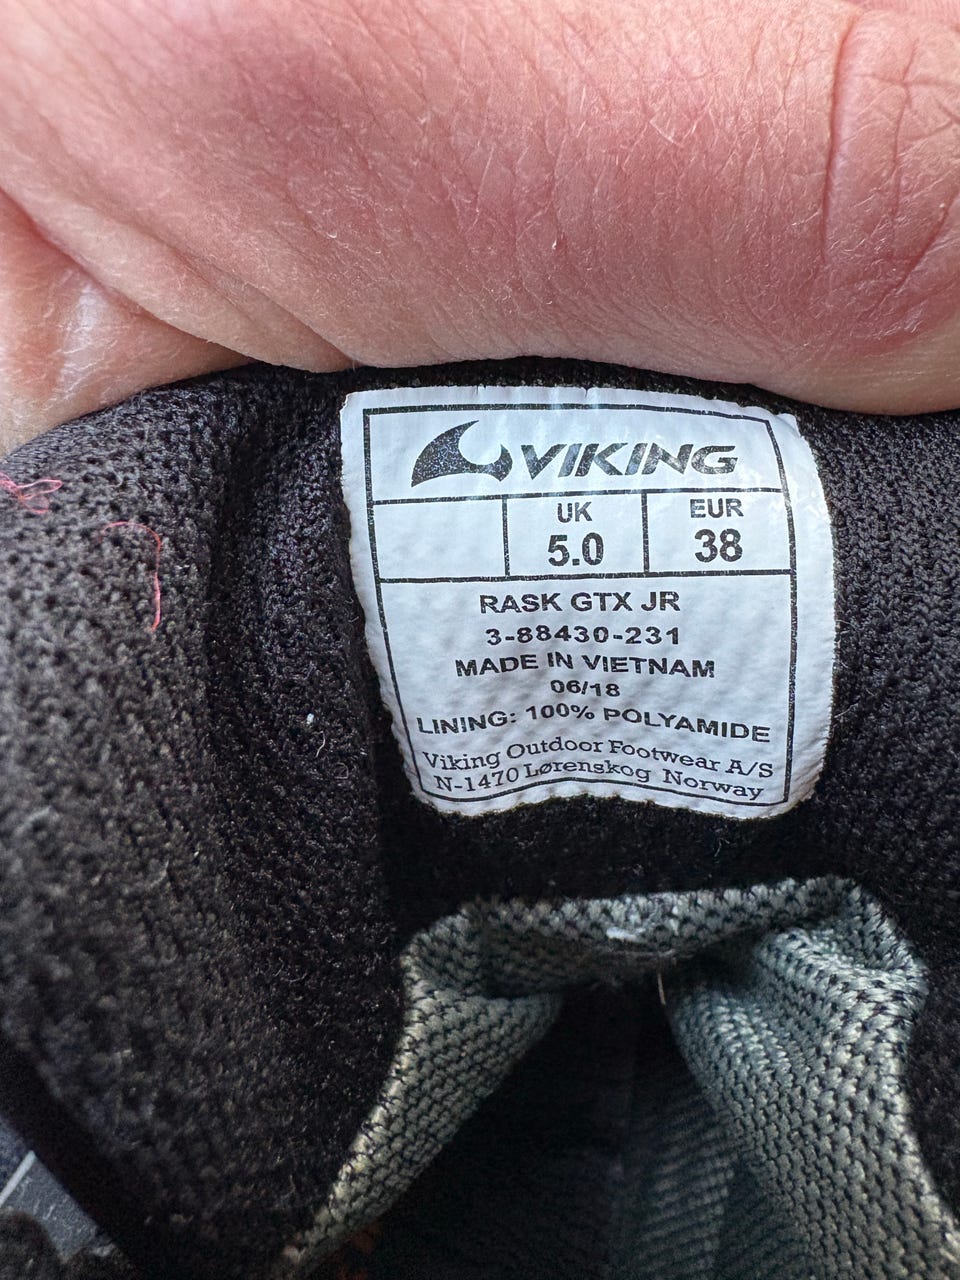 VIKING
UK EUR
5.0 38
RASK GTX JR
3-88430-231
MADE IN VIETNAM
06/18
LINING: 100% POLYAMIDE
Viking Outdoor Footwear A/S
N-1470 Lørenskog Norway